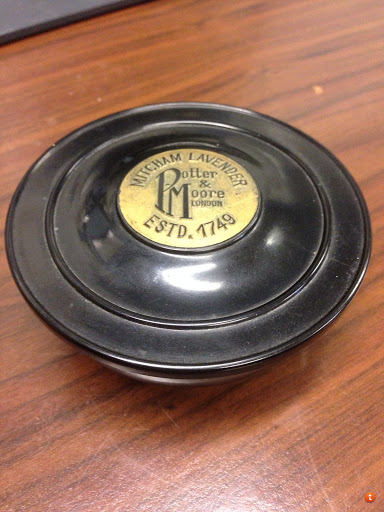 MITCHAM LAVENDER
Potter
&
Moore
LONDON
ESTD. 1749
t